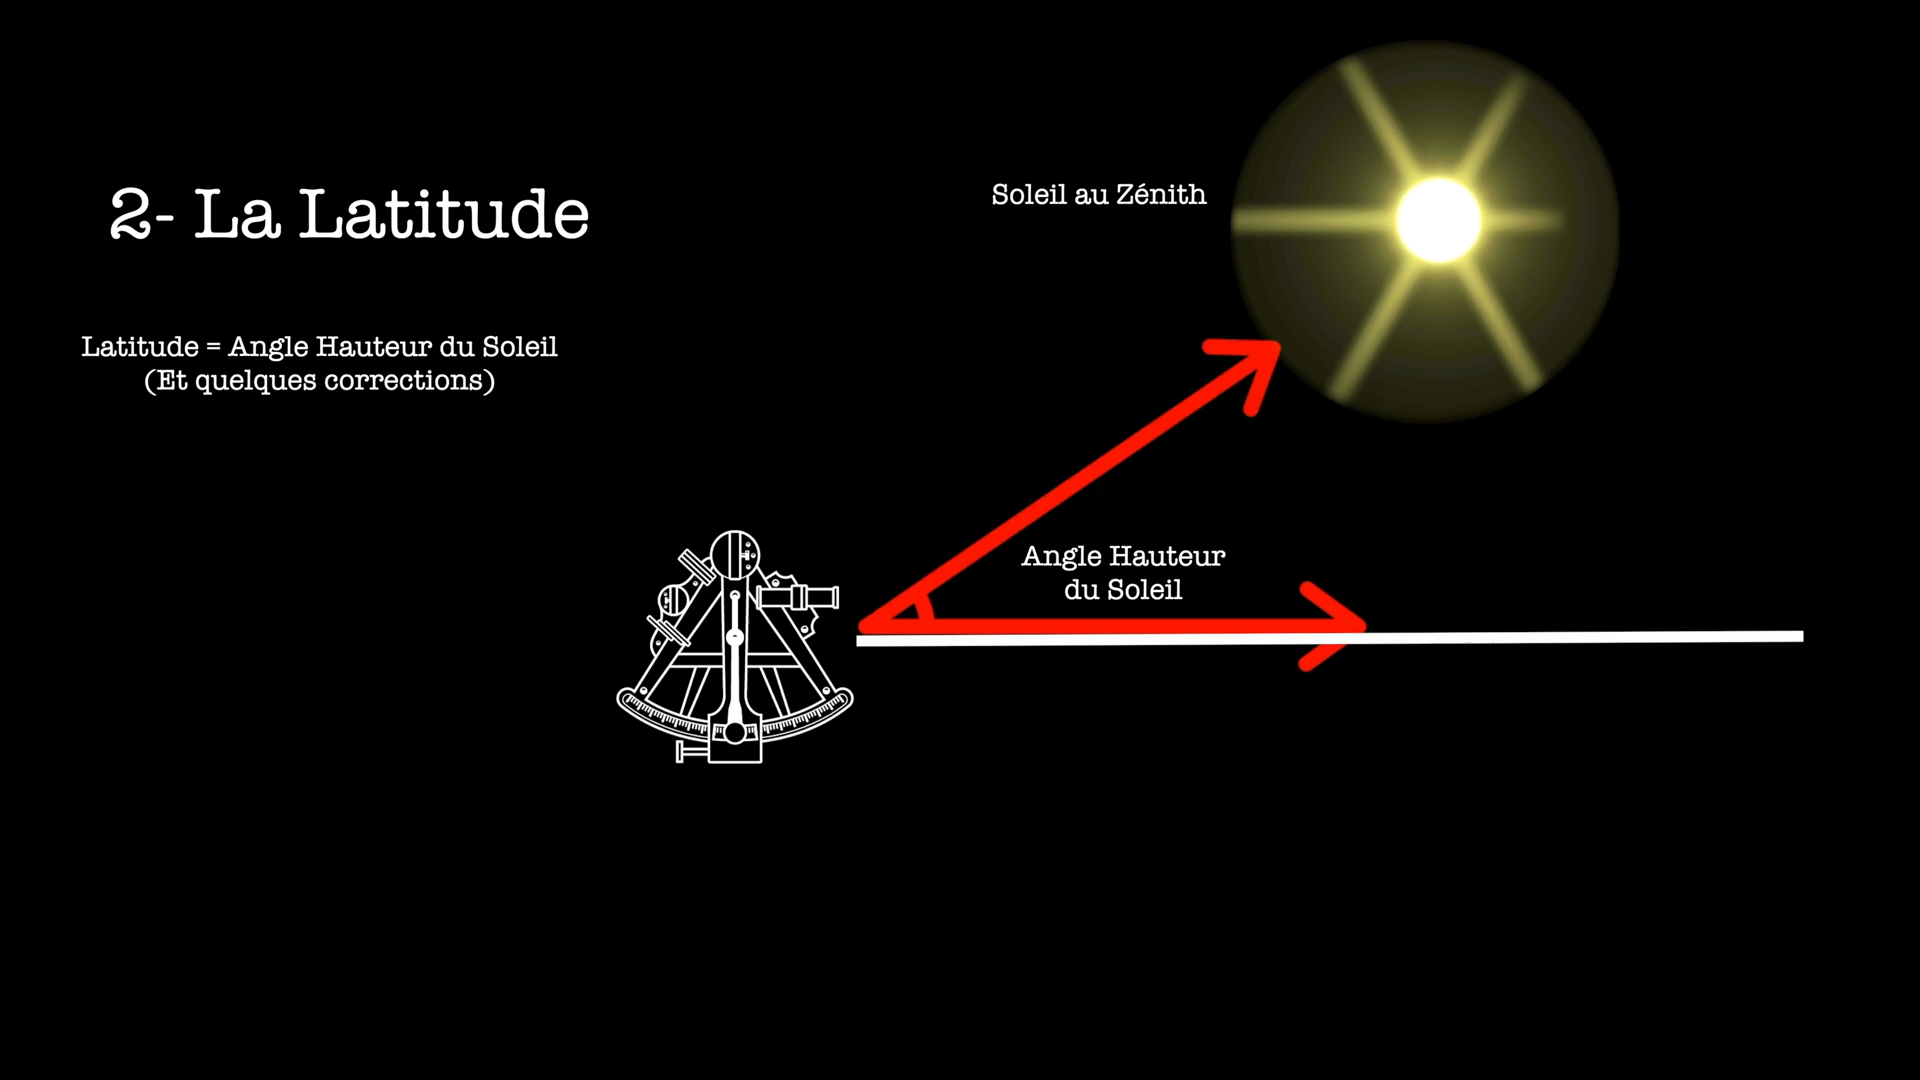 2- La Latitude
Latitude = Angle Hauteur du Soleil
(Et quelques corrections)
Soleil au Zénith
Angle Hauteur
du Soleil